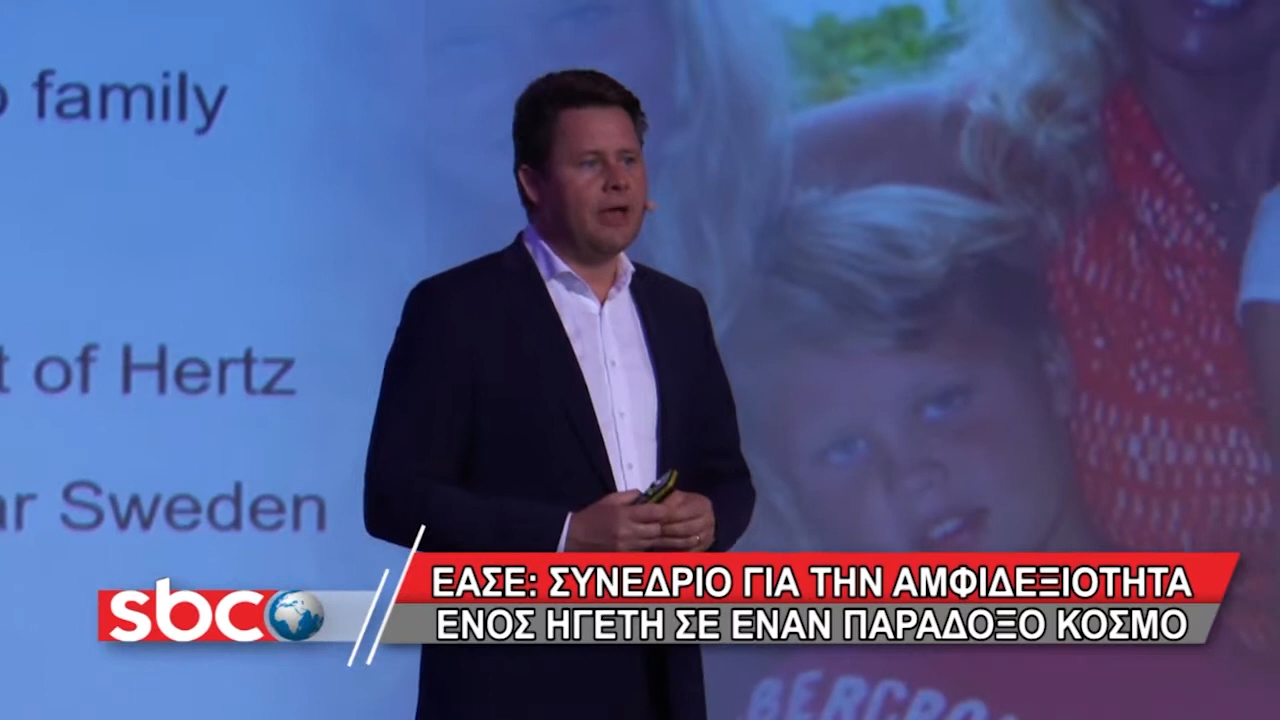 family
of Hertz
Sweden
ΕΑΣΕ: ΣΥΝΕΔΡΙΟ ΓΙΑ ΤΗΝ ΑΜΦΙΔΕΞΙΟΤΗΤΑ
sbc
ΕΝΟΣ ΗΓΕΤΗ ΣΕ ΕΝΑΝ ΠΑΡΑΔΟΞΟ ΚΟΣΜΟ